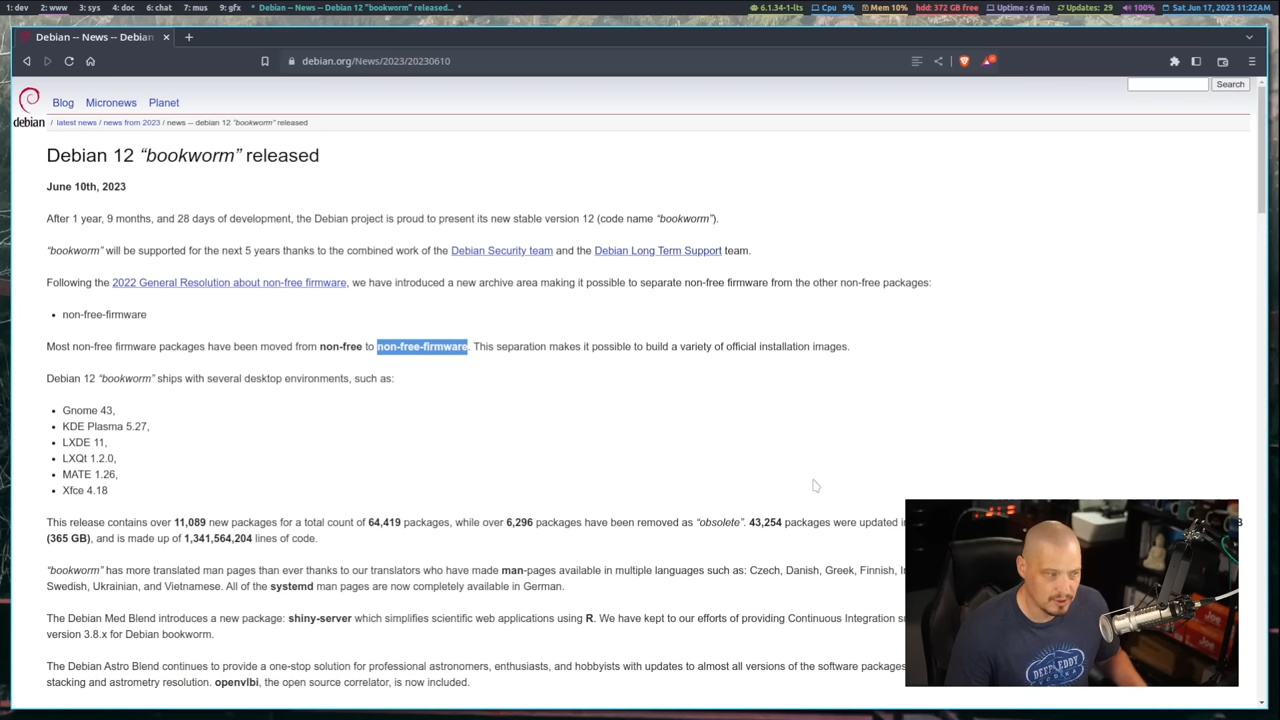 1: dev 2: www 3: sys 4: doc 6: chat 7: mus 9: gfx * Debian -- News -- Debian 12 "bookworm" released... * 6.1.34-1-lts Cpu 9% Mem 10% hdd: 372 GB free Uptime : 6 min Updates: 29 100% Sat Jun 17, 2023 11:22AM
Debian -- News -- Debian
debian.org/News/2023/20230610
Search
Blog Micronews Planet
debian / latest news / news from 2023 / news -- debian 12 "bookworm" released
Debian 12 “bookworm” released
June 10th, 2023
After 1 year, 9 months, and 28 days of development, the Debian project is proud to present its new stable version 12 (code name “bookworm”).
“bookworm” will be supported for the next 5 years thanks to the combined work of the Debian Security team and the Debian Long Term Support team.
Following the 2022 General Resolution about non-free firmware, we have introduced a new archive area making it possible to separate non-free firmware from the other non-free packages:
• non-free-firmware
Most non-free firmware packages have been moved from non-free to non-free-firmware. This separation makes it possible to build a variety of official installation images.
Debian 12 “bookworm” ships with several desktop environments, such as:
• Gnome 43,
• KDE Plasma 5.27,
• LXDE 11,
• LXQt 1.2.0,
• MATE 1.26,
• Xfce 4.18
This release contains over 11,089 new packages for a total count of 64,419 packages, while over 6,296 packages have been removed as “obsolete”. 43,254 packages were updated
(365 GB), and is made up of 1,341,564,204 lines of code.
“bookworm” has more translated man pages than ever thanks to our translators who have made man-pages available in multiple languages such as: Czech, Danish, Greek, Finnish,
Swedish, Ukrainian, and Vietnamese. All of the systemd man pages are now completely available in German.
The Debian Med Blend introduces a new package: shiny-server which simplifies scientific web applications using R. We have kept to our efforts of providing Continuous Integration
version 3.8.x for Debian bookworm.
The Debian Astro Blend continues to provide a one-stop solution for professional astronomers, enthusiasts, and hobbyists with updates to almost all versions of the software packages
stacking and astrometry resolution. openvlbi, the open source correlator, is now included.
DEEP EDDY
VODKA
JOE